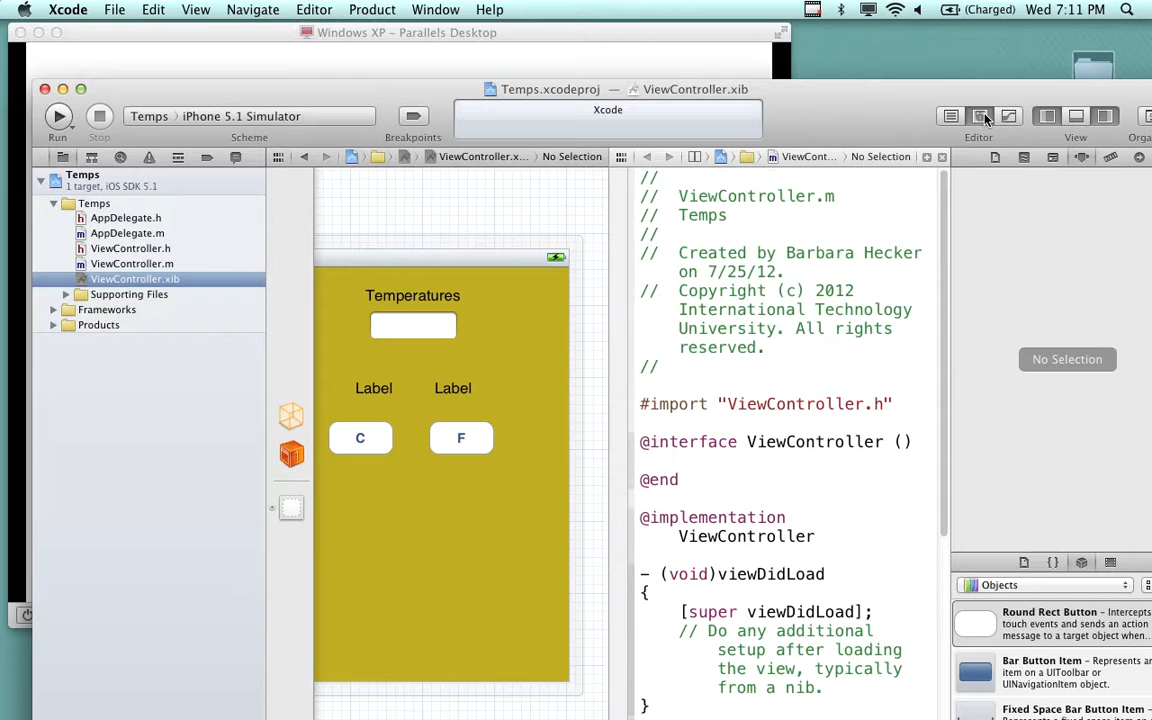 Xcode File Edit View Navigate Editor Product Window Help (Charged) Wed 7:11 PM
Windows XP - Parallels Desktop
Temps.xcodeproj — ViewController.xib
Temps › iPhone 5.1 Simulator
Xcode
Run Stop Scheme Breakpoints Editor View Orga
ViewController.x... No Selection
ViewCont... No Selection
Temps
1 target, iOS SDK 5.1
Temps
AppDelegate.h
AppDelegate.m
ViewController.h
ViewController.m
ViewController.xib
Supporting Files
Frameworks
Products
Temperatures
Label Label
C F
//
// ViewController.m
// Temps
//
// Created by Barbara Hecker
on 7/25/12.
// Copyright (c) 2012
International Technology
University. All rights
reserved.
//
#import "ViewController.h"
@interface ViewController ()
@end
@implementation
ViewController
- (void)viewDidLoad
{
[super viewDidLoad];
// Do any additional
setup after loading
the view, typically
from a nib.
}
No Selection
{}
Objects
Round Rect Button - Intercepts
touch events and sends an action
message to a target object when...
Bar Button Item - Represents an
item on a UIToolbar or
UINavigationItem object.
Fixed Space Bar Button Item -